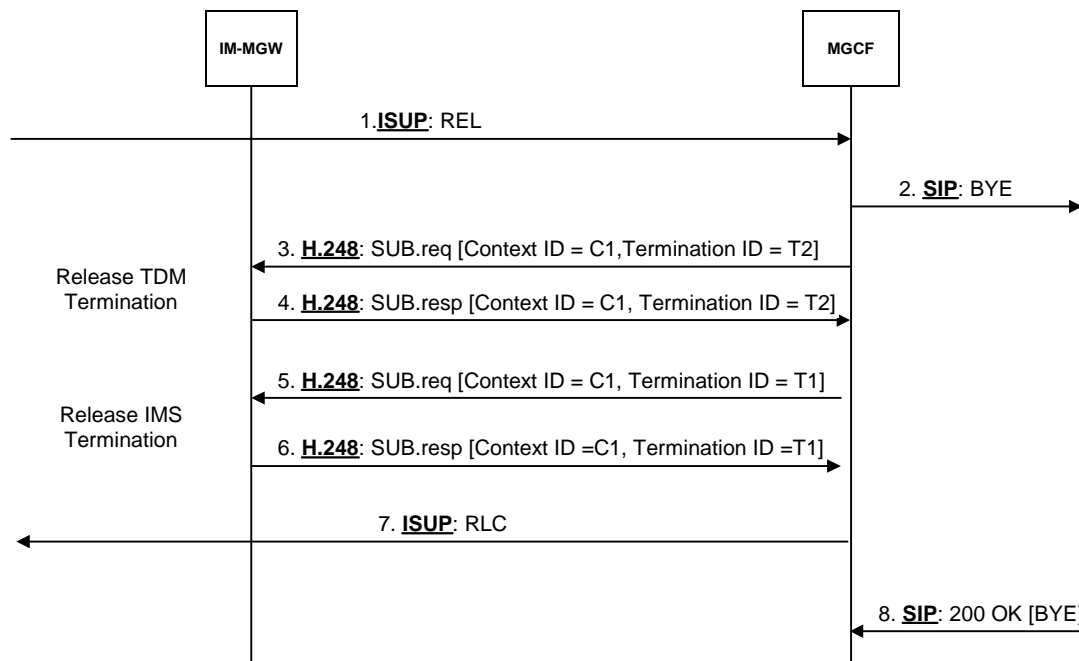 IM-MGW
MGCF
1.ISUP: REL
2. SIP: BYE
3. H.248: SUB.req [Context ID = C1,Termination ID = T2]
Release TDM
Termination
4. H.248: SUB.resp [Context ID = C1, Termination ID = T2]
5. H.248: SUB.req [Context ID = C1, Termination ID = T1]
Release IMS
Termination
6. H.248: SUB.resp [Context ID =C1, Termination ID =T1]
7. ISUP: RLC
8. SIP: 200 OK [BYE]